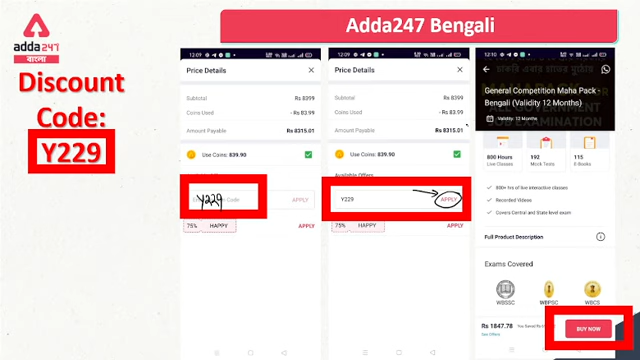 Adda247 Bengali
adda247
বাংলা
Discount
Code:
Y229
12:09
Price Details
Subtotal Rs 8399
Coins Used - Rs 83.99
Amount Payable Rs 8315.01
Use Coins: 839.90
Y229
APPLY
75% HAPPY APPLY
12:09
Price Details
Subtotal Rs 8399
Coins Used - Rs 83.99
Amount Payable Rs 8315.01
Use Coins: 839.90
Available Offers
Y229 APPLY
75% HAPPY APPLY
12:10
General Competition Maha Pack -
Bengali (Validity 12 Months)
Validity: 12 Months
800 Hours 192 115
Live Classes Mock Tests E-Books
800+ hrs of live interactive classes
Recorded Videos
Covers Central and State level exam
Full Product Description
Exams Covered
WBSSC WBPSC WBCS
Rs 1847.78
See Offers
BUY NOW